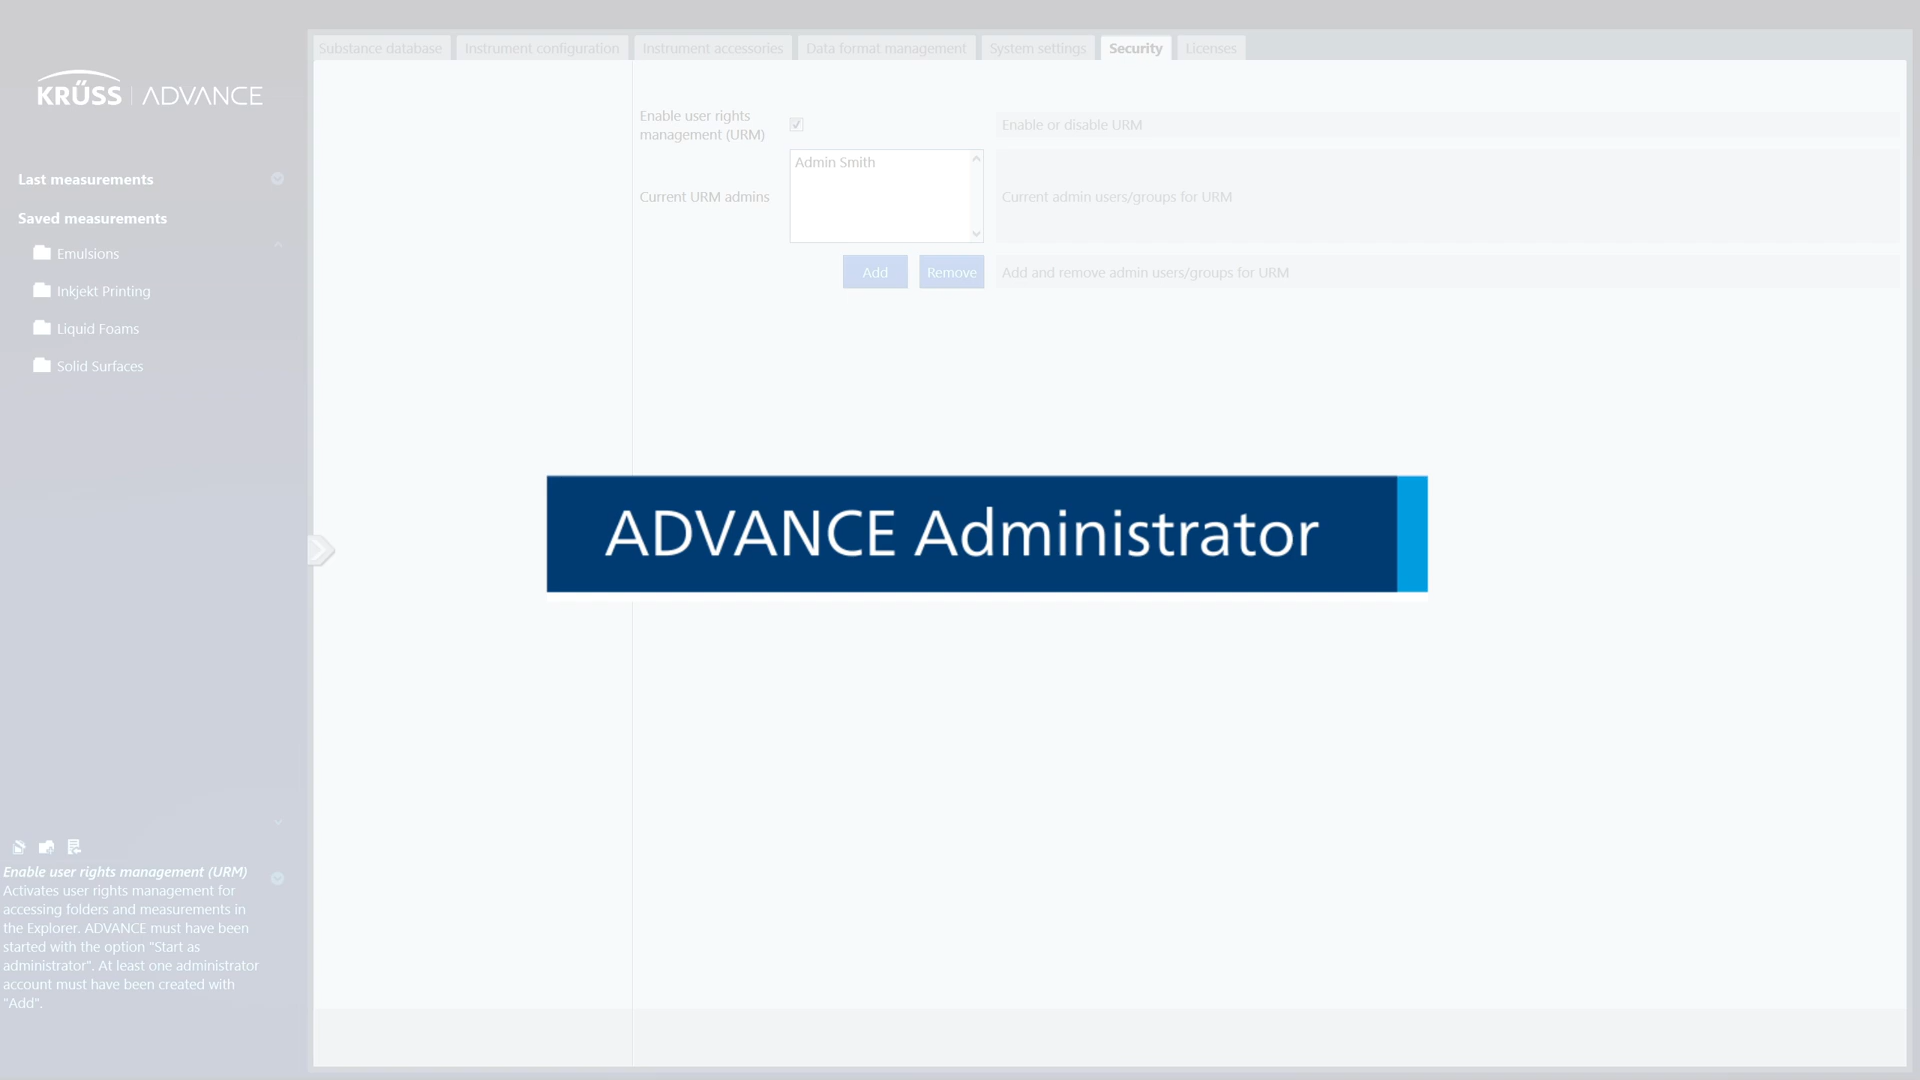 Substance database
Instrument configuration
Instrument accessories
Data format management
System settings
Security
Licenses
KRÜSS | ADVANCE
Last measurements
Saved measurements
Emulsions
Inkjekt Printing
Liquid Foams
Solid Surfaces
Enable user rights
management (URM)
Enable or disable URM
Admin Smith
Current URM admins
Current admin users/groups for URM
Add
Remove
Add and remove admin users/groups for URM
ADVANCE Administrator
Enable user rights management (URM)
Activates user rights management for
accessing folders and measurements in
the Explorer. ADVANCE must have been
started with the option "Start as
administrator". At least one administrator
account must have been created with
"Add".